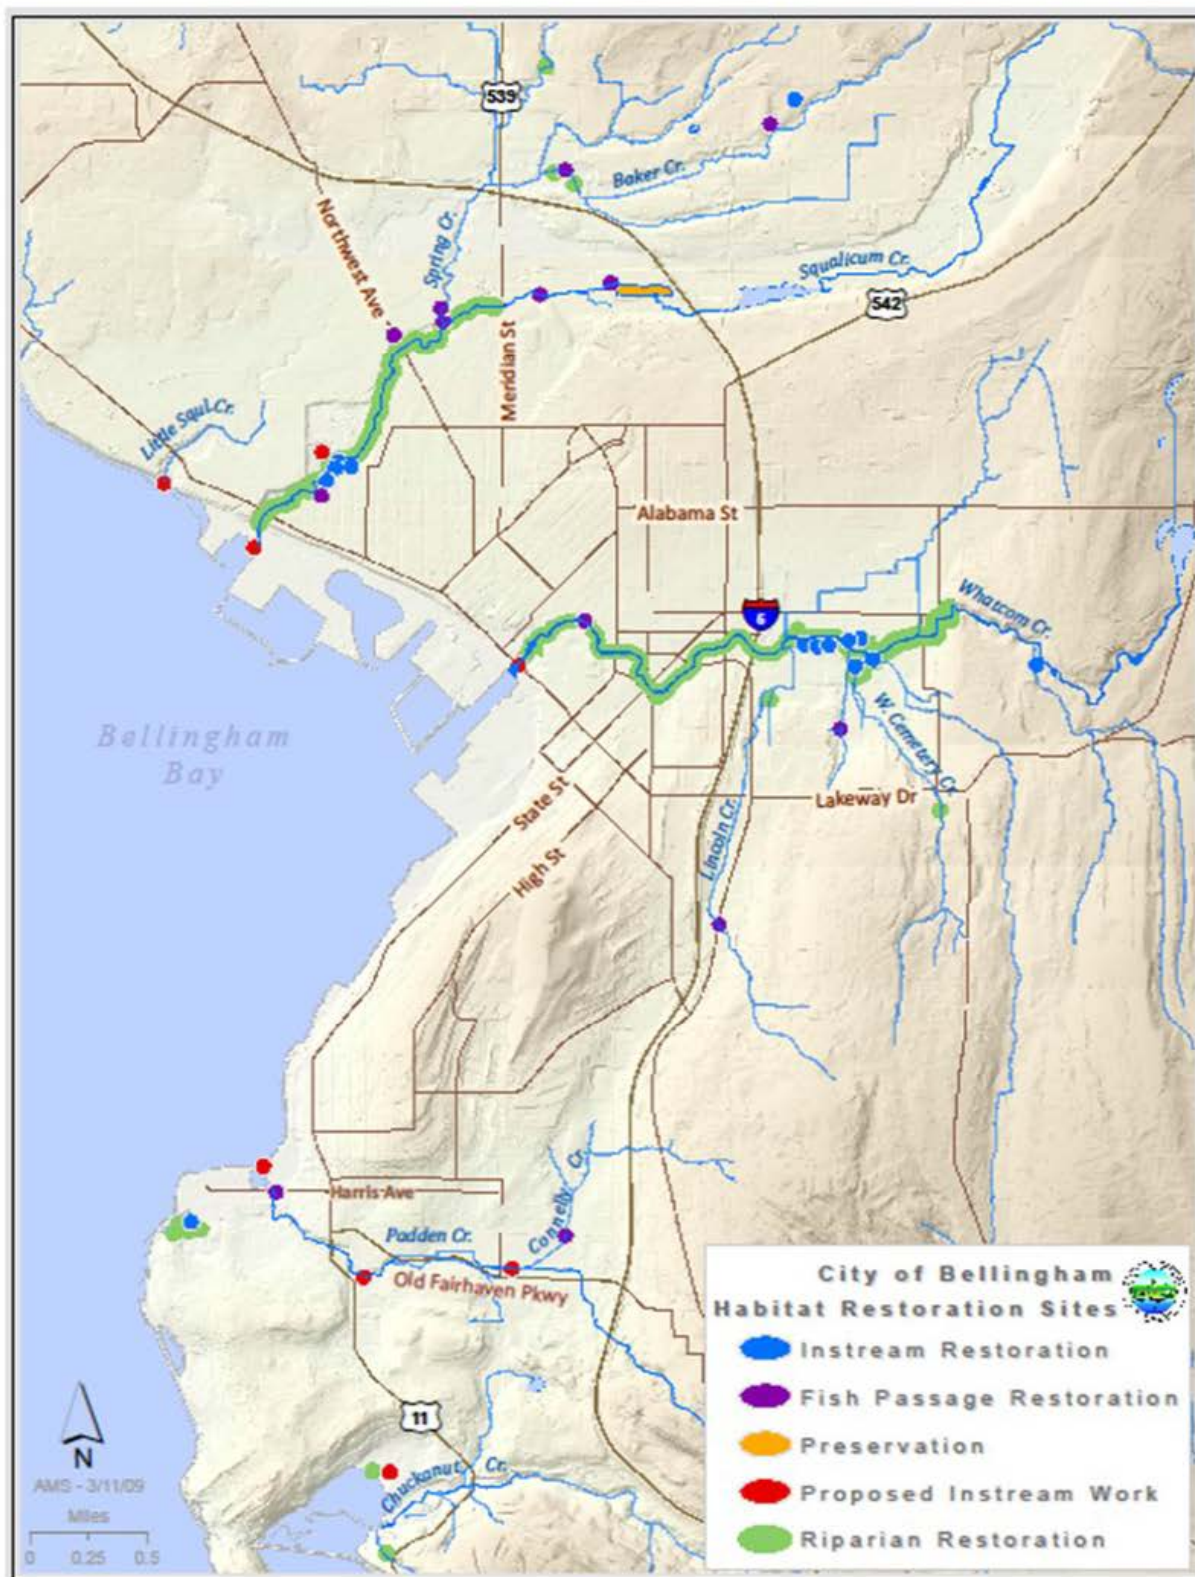 539
Baker Cr.
Northwest Ave
Spring Cr.
Squalicum Cr.
542
Meridian St
Little Squl.Cr.
Alabama St
6
Whatcom Cr.
Bellingham
Bay
W. Cemetery Cr.
State St
Lakeway Dr
Lincoln Cr.
High St
Harris Ave
Connelly Cr.
Padden Cr.
Old Fairhaven Pkwy
11
Chuckanut Cr.
N
AMS - 3/11/09
Miles
0 0.25 0.5
City of Bellingham
Habitat Restoration Sites
Instream Restoration
Fish Passage Restoration
Preservation
Proposed Instream Work
Riparian Restoration